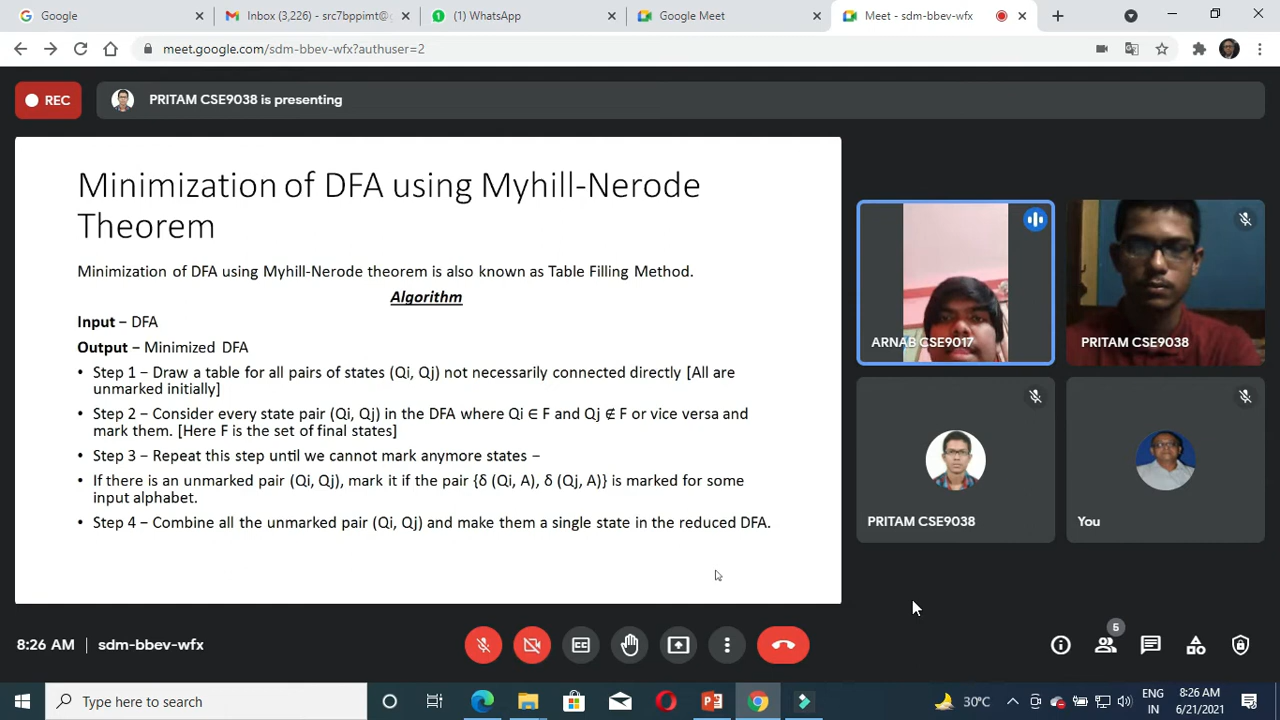 Google
Inbox (3,226) - src7bppimt@g
(1) WhatsApp
Google Meet
Meet - sdm-bbev-wfx
meet.google.com/sdm-bbev-wfx?authuser=2
REC
PRITAM CSE9038 is presenting
Minimization of DFA using Myhill-Nerode
Theorem
Minimization of DFA using Myhill-Nerode theorem is also known as Table Filling Method.
Algorithm
Input – DFA
Output – Minimized DFA
• Step 1 – Draw a table for all pairs of states (Qi, Qj) not necessarily connected directly [All are
unmarked initially]
• Step 2 – Consider every state pair (Qi, Qj) in the DFA where Qi ∈ F and Qj ∉ F or vice versa and
mark them. [Here F is the set of final states]
• Step 3 – Repeat this step until we cannot mark anymore states –
• If there is an unmarked pair (Qi, Qj), mark it if the pair {δ (Qi, A), δ (Qj, A)} is marked for some
input alphabet.
• Step 4 – Combine all the unmarked pair (Qi, Qj) and make them a single state in the reduced DFA.
ARNAB CSE9017
PRITAM CSE9038
PRITAM CSE9038
You
8:26 AM | sdm-bbev-wfx
CC
6
Type here to search
30°C
ENG
IN
8:26 AM
6/21/2021